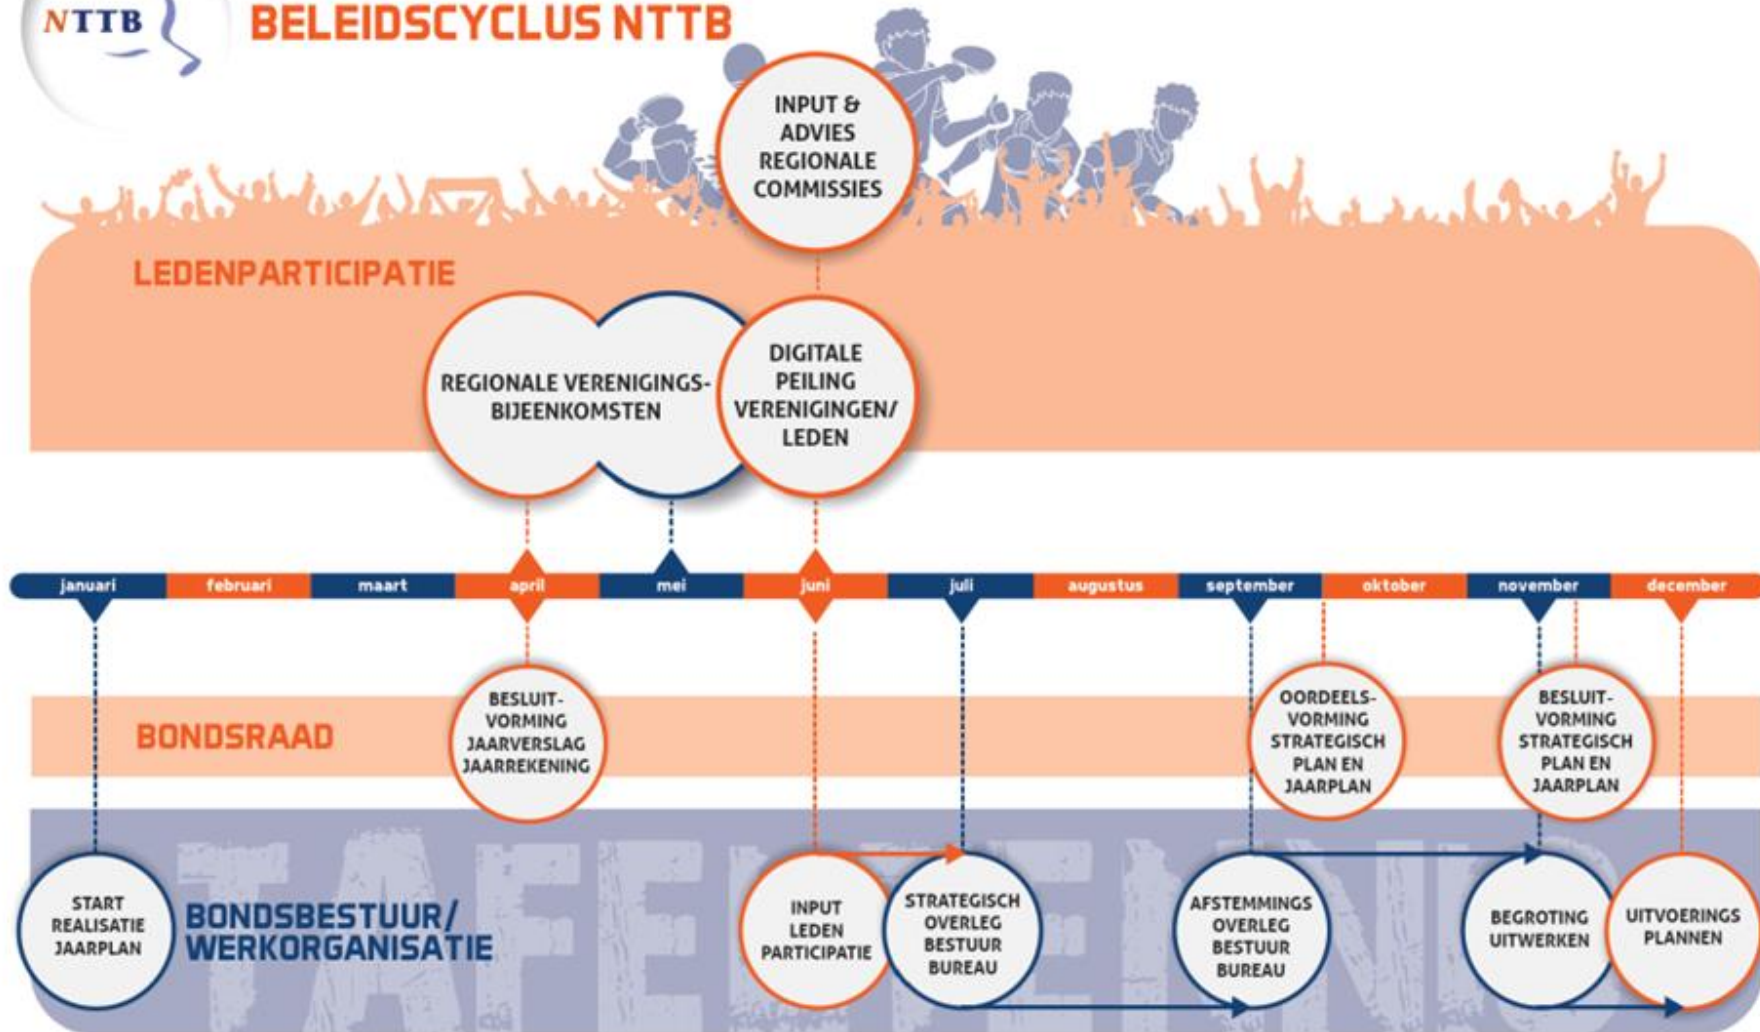 NTTB
BELEIDSCYCLUS NTTB
INPUT &
ADVIES
REGIONALE
COMMISSIES
LEDENPARTICIPATIE
REGIONALE VERENIGINGS-
BIJEENKOMSTEN
DIGITALE
PEILING
VERENIGINGEN/
LEDEN
januari februari maart april mei juni juli augustus september oktober november december
BONDSRAAD
BESLUIT-
VORMING
JAARVERSLAG
JAARREKENING
OORDEELS-
VORMING
STRATEGISCH
PLAN EN
JAARPLAN
BESLUIT-
VORMING
STRATEGISCH
PLAN EN
JAARPLAN
TAFELTENNIS
START
REALISATIE
JAARPLAN
BONDSBESTUUR/
WERKORGANISATIE
INPUT
LEDEN
PARTICIPATIE
STRATEGISCH
OVERLEG
BESTUUR
BUREAU
AFSTEMMINGS
OVERLEG
BESTUUR
BUREAU
BEGROTING
UITWERKEN
UITVOERINGS
PLANNEN